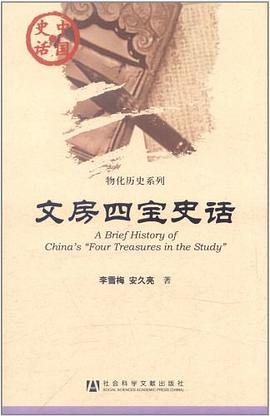 中国
史话
物化历史系列
文房四宝史话
A Brief History of
China's "Four Treasures in the Study"
李雪梅 安久亮 著
社会科学文献出版社
SOCIAL SCIENCES ACADEMIC PRESS (CHINA)